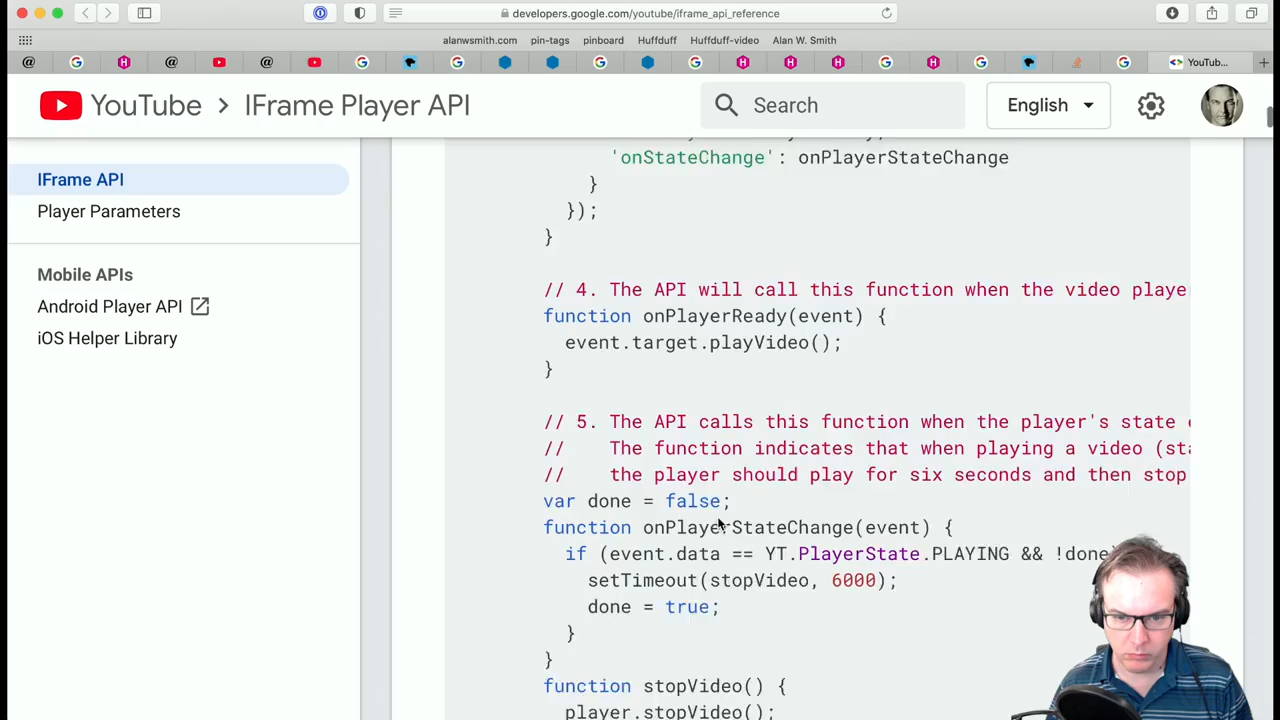 developers.google.com/youtube/iframe_api_reference
alanwsmith.com pin-tags pinboard Huffduff Huffduff-video Alan W. Smith
YouTub...
YouTube > IFrame Player API
Search
English
IFrame API
Player Parameters
Mobile APIs
Android Player API
iOS Helper Library
'onStateChange': onPlayerStateChange
}
});
}
// 4. The API will call this function when the video playe
function onPlayerReady(event) {
event.target.playVideo();
}
// 5. The API calls this function when the player's state
// The function indicates that when playing a video (sta
// the player should play for six seconds and then stop
var done = false;
function onPlayerStateChange(event) {
if (event.data == YT.PlayerState.PLAYING && !done)
setTimeout(stopVideo, 6000);
done = true;
}
}
function stopVideo() {
player.stopVideo();